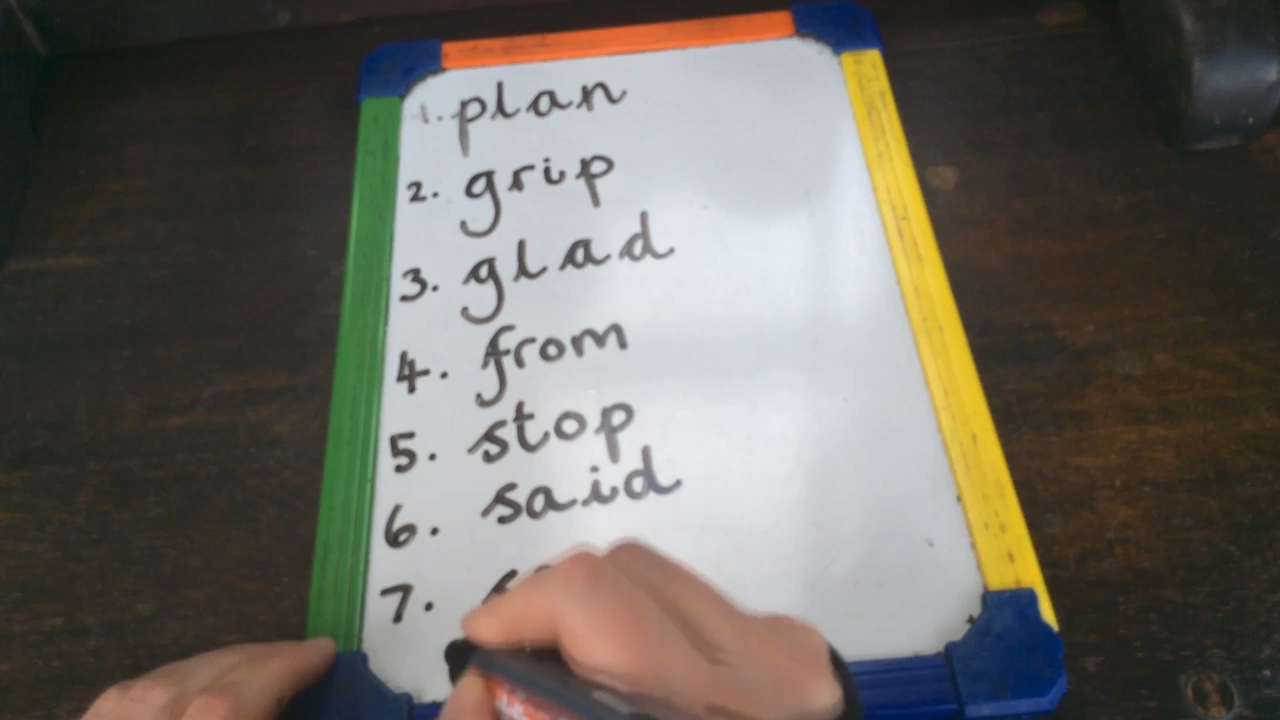 1. plan
2. grip
3. glad
4. from
5. stop
6. said
7.